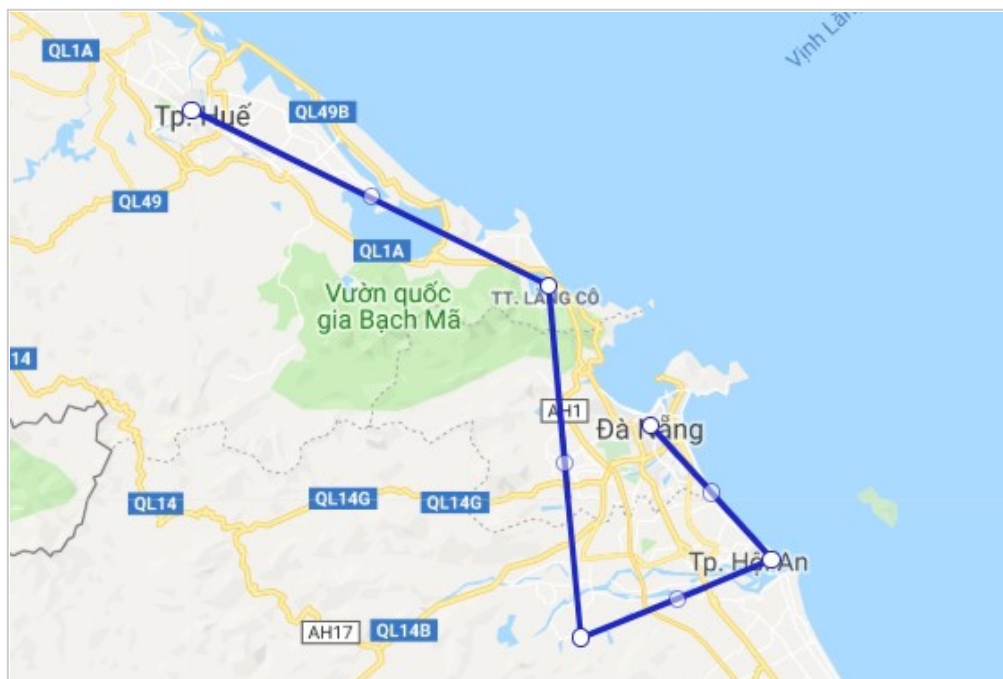 Vịnh Lăn
QL1A
Tp. Huế
QL49B
QL49
QL1A
Vườn quốc
gia Bạch Mã
TT. LĂNG CÔ
14
AH1
Đà Nẵng
QL14
QL14G
QL14G
Tp. Hội An
AH17
QL14B